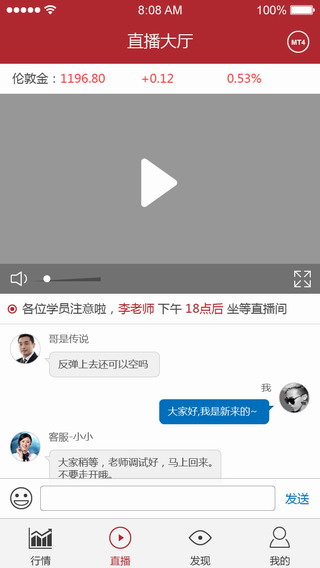 8:08 AM 100%
直播大厅 MT4
伦敦金：1196.80 +0.12 0.53%
各位学员注意啦，李老师 下午 18点后 坐等直播间
哥是传说
反弹上去还可以空吗
我
大家好,我是新来的~
客服-小小
大家稍等，老师调试好，马上回来。
不要走开哦。
发送
行情 直播 发现 我的